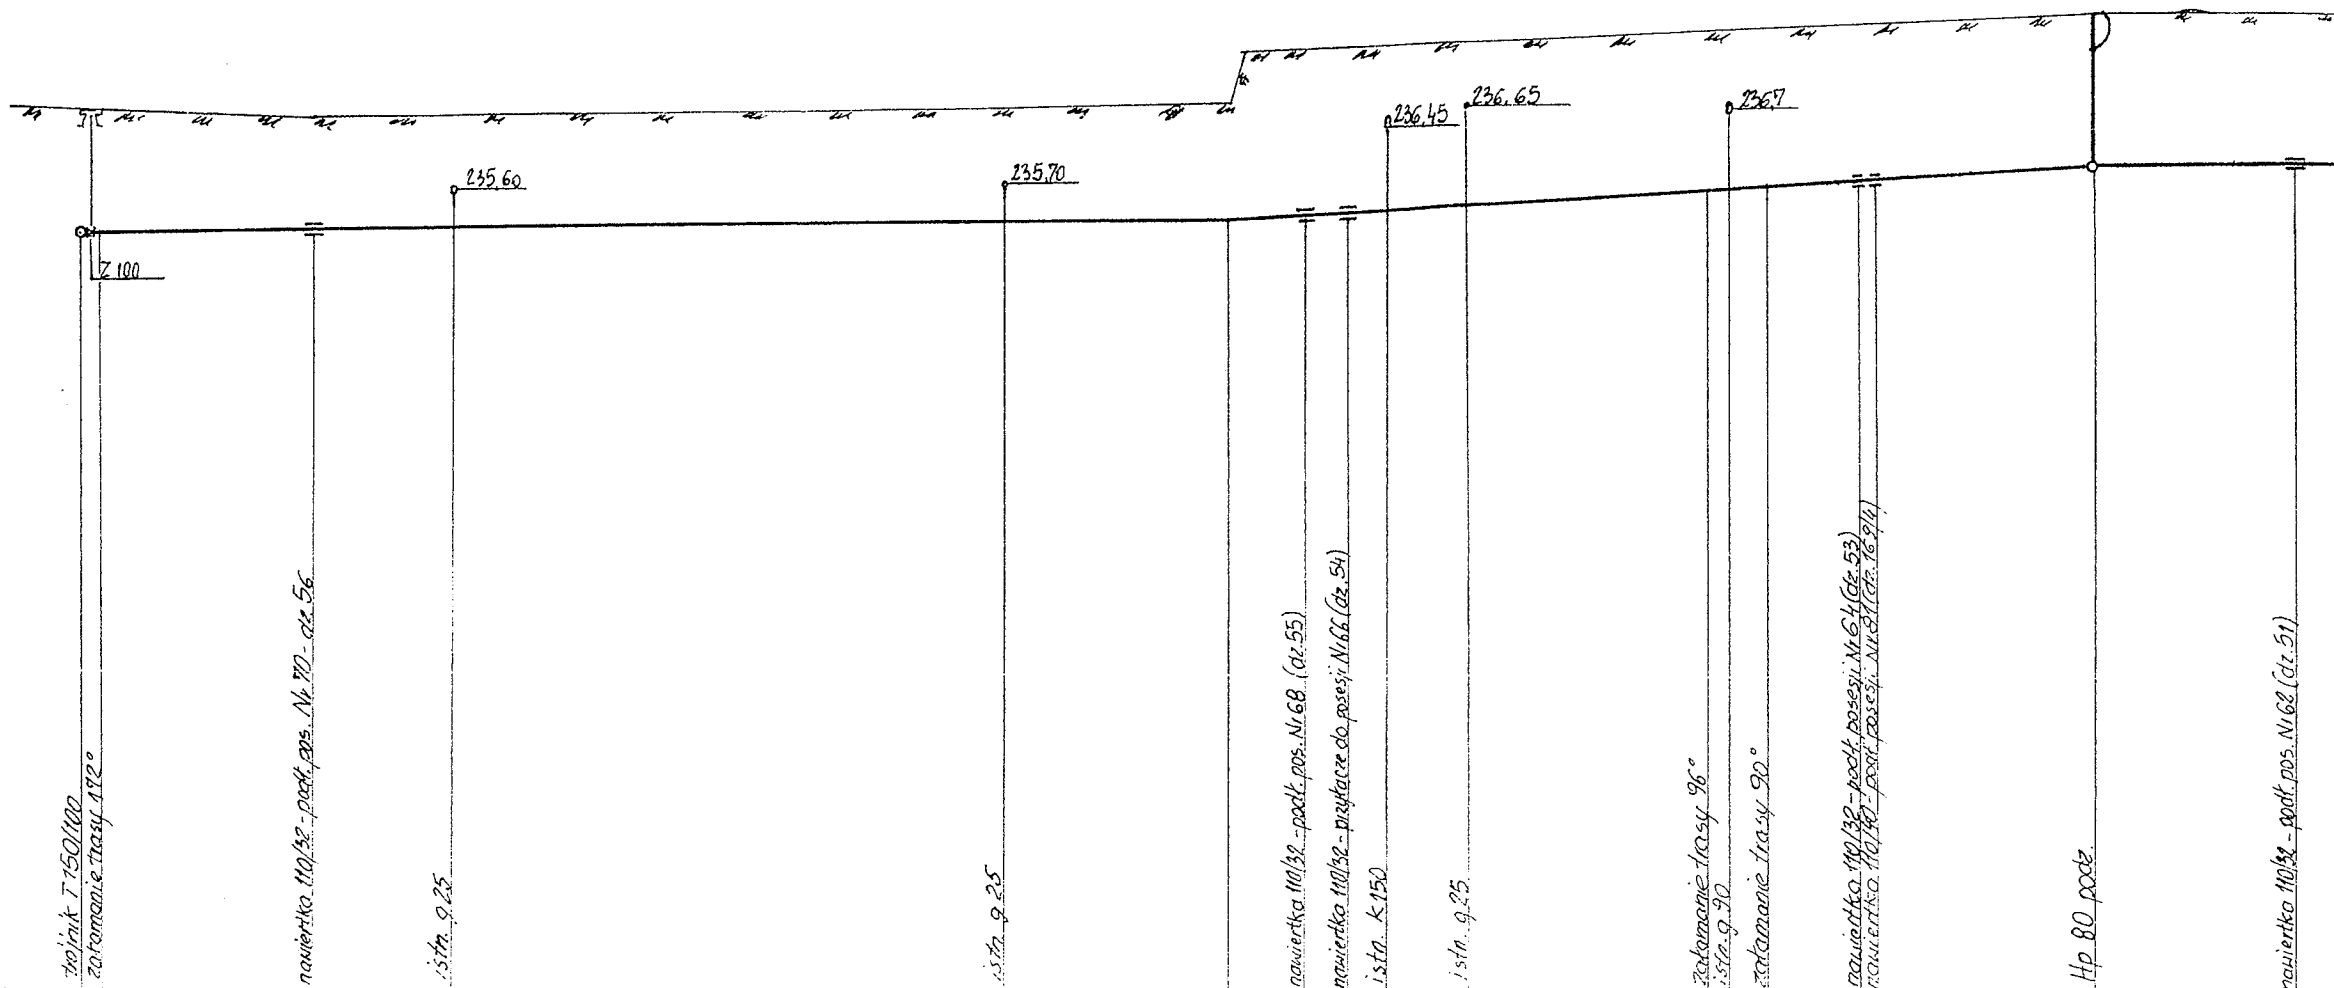 235,60
235,70
236,45
236,65
236,7
Z 100
trójnik T 150/100
załamanie trasy 172°
nawiertka 110/32 - podł. pos. Nr 70 - dz. 56
istn. g 25
istn. g 25
nawiertka 110/32 - podł. pos. Nr 68 (dz. 55)
nawiertka 110/32 - przyłącze do posesji Nr 66 (dz. 54)
istn. k 150
istn. g 25
załamanie trasy 96°
istn. g 90
załamanie trasy 90°
nawiertka 110/32 - podł. posesji Nr 64 (dz. 53)
nawiertka 110/40 - podł. posesji Nr (dz. 169/4)
Hp 80 podz.
nawiertka 110/32 - podł. pos. Nr 62 (dz. 51)